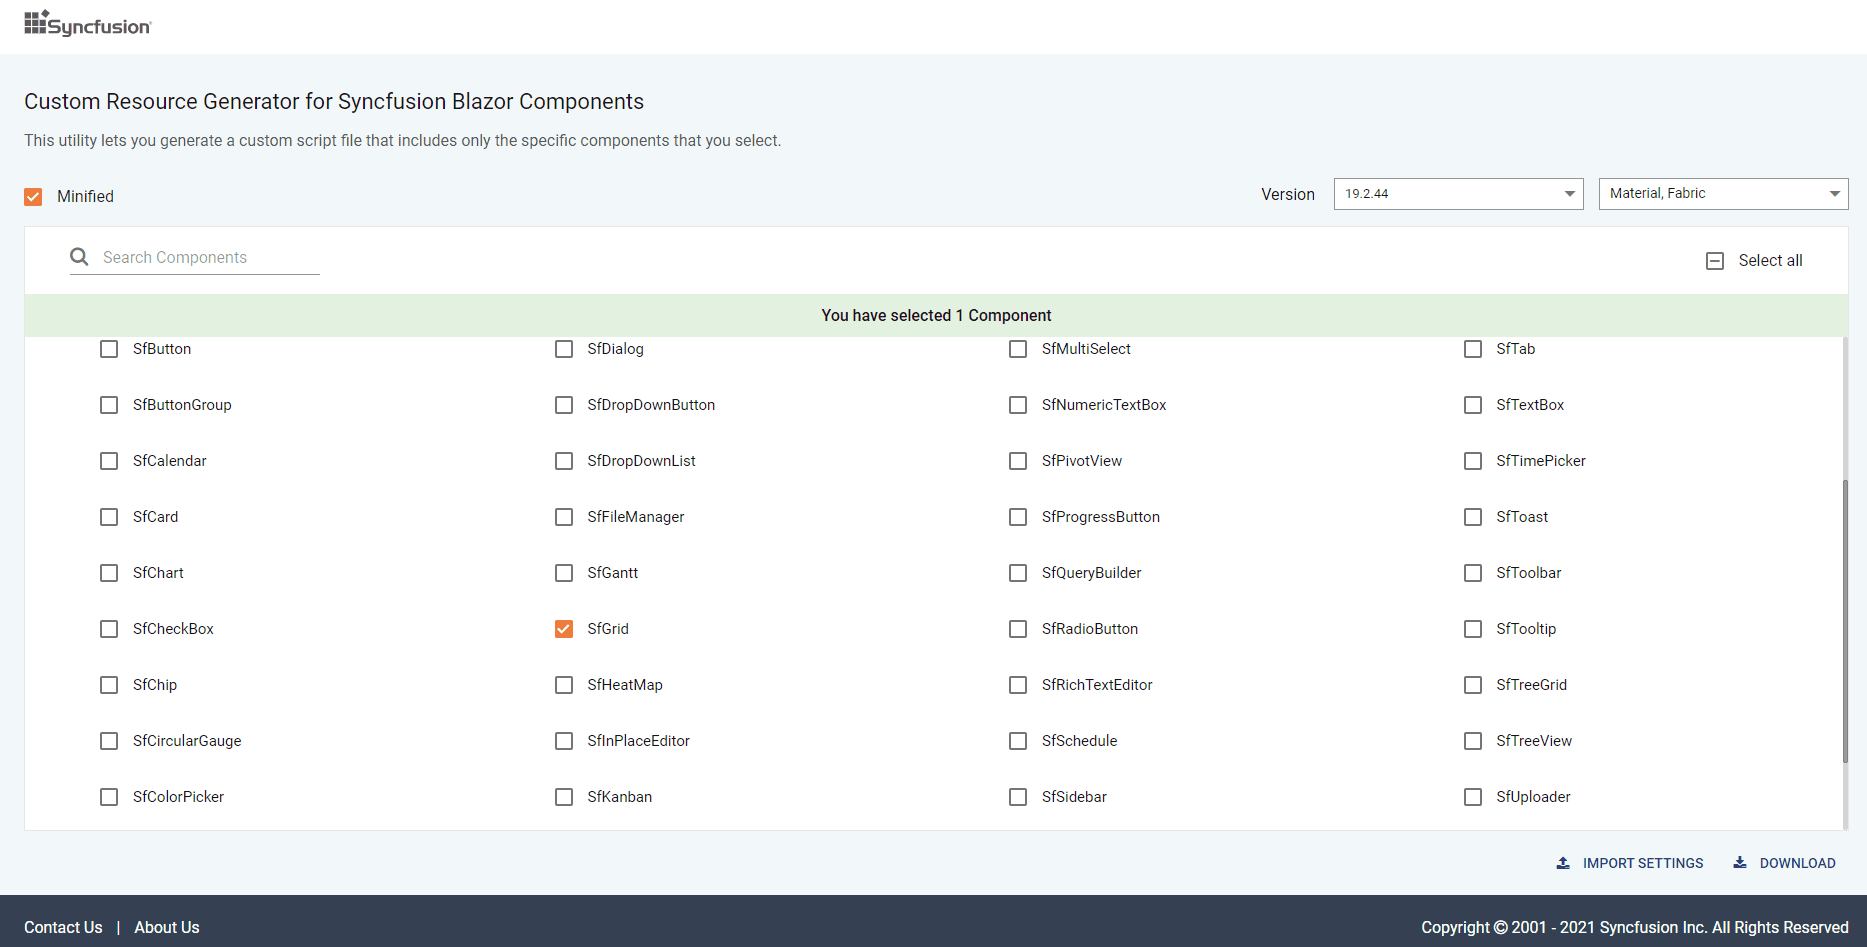 Syncfusion
Custom Resource Generator for Syncfusion Blazor Components
This utility lets you generate a custom script file that includes only the specific components that you select.
Minified
Version 19.2.44 Material, Fabric
Search Components
Select all
You have selected 1 Component
SfButton SfDialog SfMultiSelect SfTab
SfButtonGroup SfDropDownButton SfNumericTextBox SfTextBox
SfCalendar SfDropDownList SfPivotView SfTimePicker
SfCard SfFileManager SfProgressButton SfToast
SfChart SfGantt SfQueryBuilder SfToolbar
SfCheckBox SfGrid SfRadioButton SfTooltip
SfChip SfHeatMap SfRichTextEditor SfTreeGrid
SfCircularGauge SfInPlaceEditor SfSchedule SfTreeView
SfColorPicker SfKanban SfSidebar SfUploader
IMPORT SETTINGS DOWNLOAD
Contact Us | About Us
Copyright © 2001 - 2021 Syncfusion Inc. All Rights Reserved